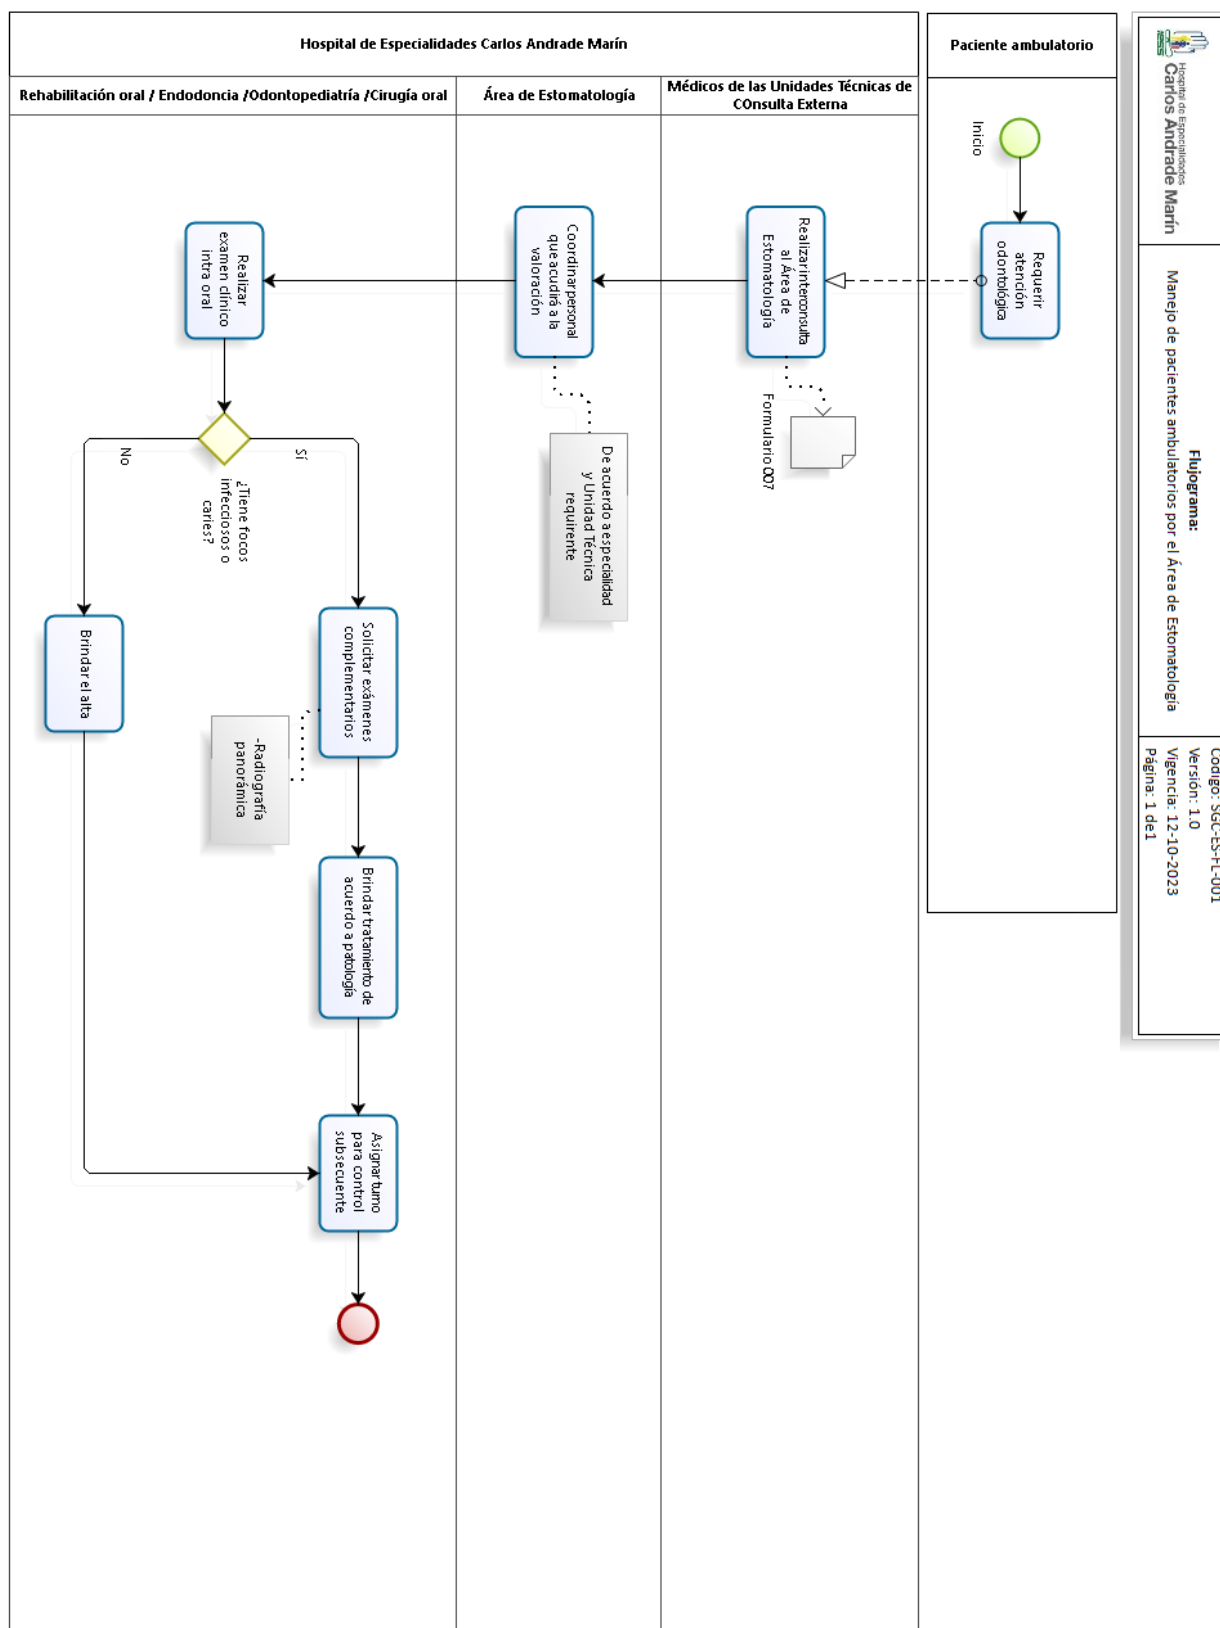 Hospital de Especialidades
Carlos Andrade Marín
Flujograma:
Manejo de pacientes ambulatorios por el Área de Estomatología
Código: SGC-ES-FL-001
Versión: 1.0
Vigencia: 12-10-2023
Página: 1 de1
Paciente ambulatorio
Inicio
Requerir
atención
odontológica
Hospital de Especialidades Carlos Andrade Marín
Médicos de las Unidades Técnicas de
COnsulta Externa
Realizar interconsulta
al Área de
Estomatología
Formulario 007
Área de Estomatología
Coordinar personal
que acudirá a la
valoración
De acuerdo a especialidad
y Unidad Técnica
requirente
Rehabilitación oral / Endodoncia /Odontopediatría /Cirugía oral
Realizar
examen clínico
intra oral
¿Tiene focos
infecciosos o
caries?
Sí
No
Solicitar exámenes
complementarios
-Radiografía
panorámica
Brindar tratamiento de
acuerdo a patología
Brindar el alta
Asignar turno
para control
subsecuente